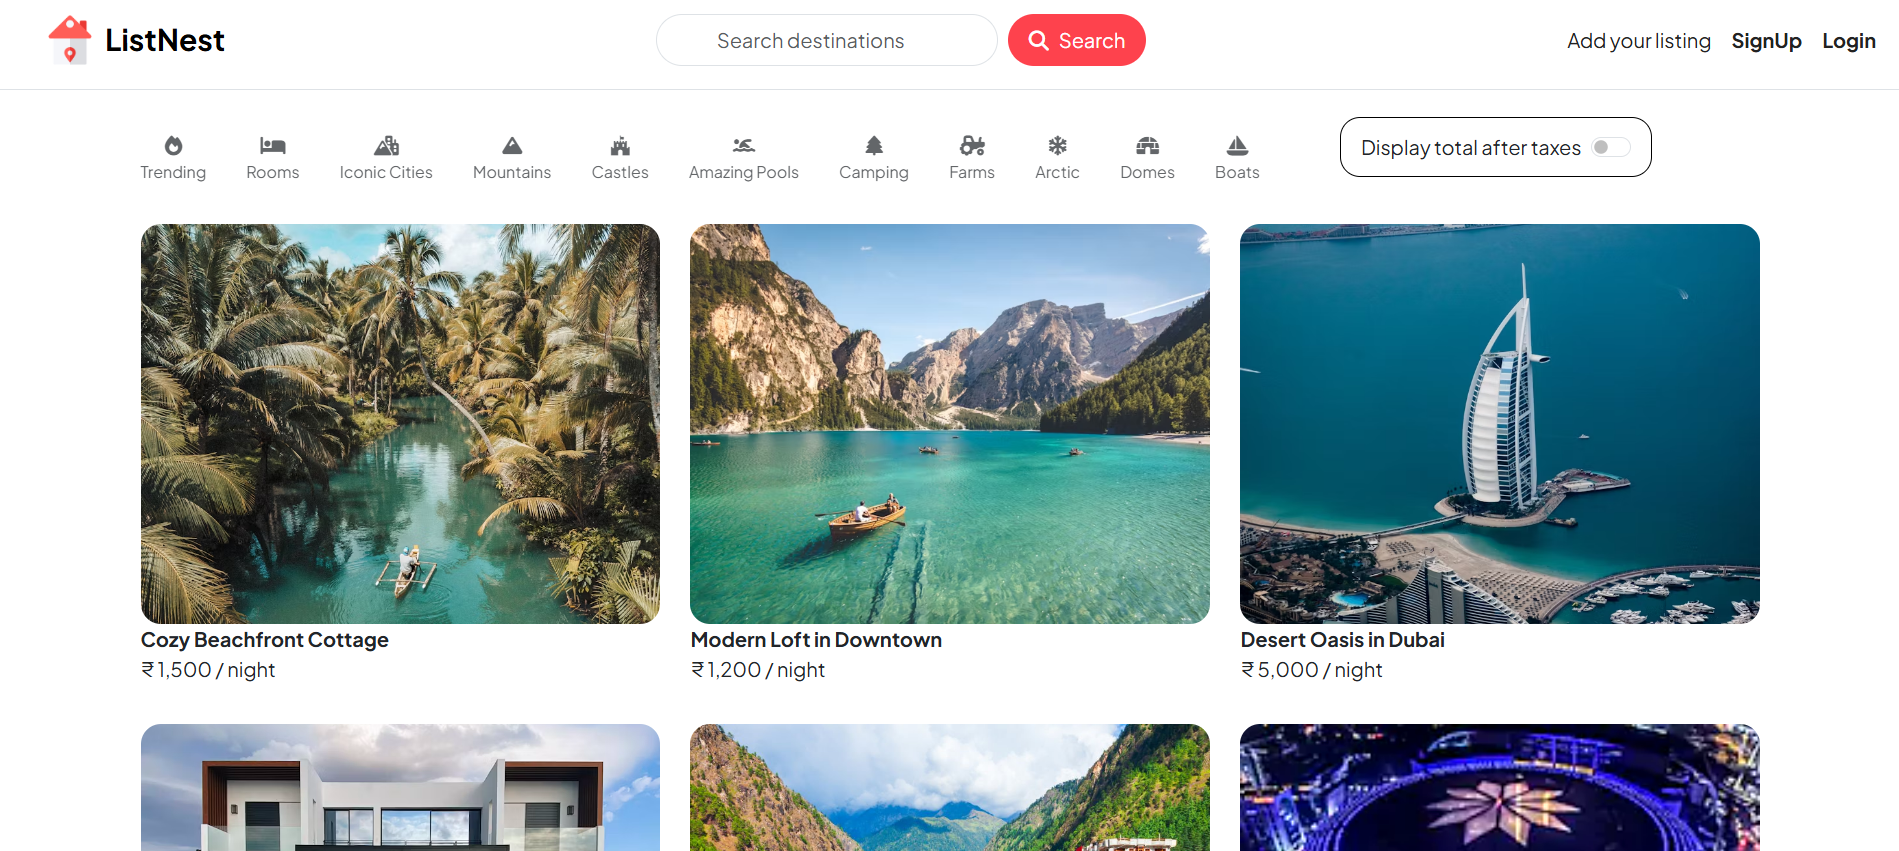 ListNest
Search destinations
Search
Add your listing
SignUp
Login
Trending
Rooms
Iconic Cities
Mountains
Castles
Amazing Pools
Camping
Farms
Arctic
Domes
Boats
Display total after taxes
Cozy Beachfront Cottage
₹ 1,500 / night
Modern Loft in Downtown
₹ 1,200 / night
Desert Oasis in Dubai
₹ 5,000 / night